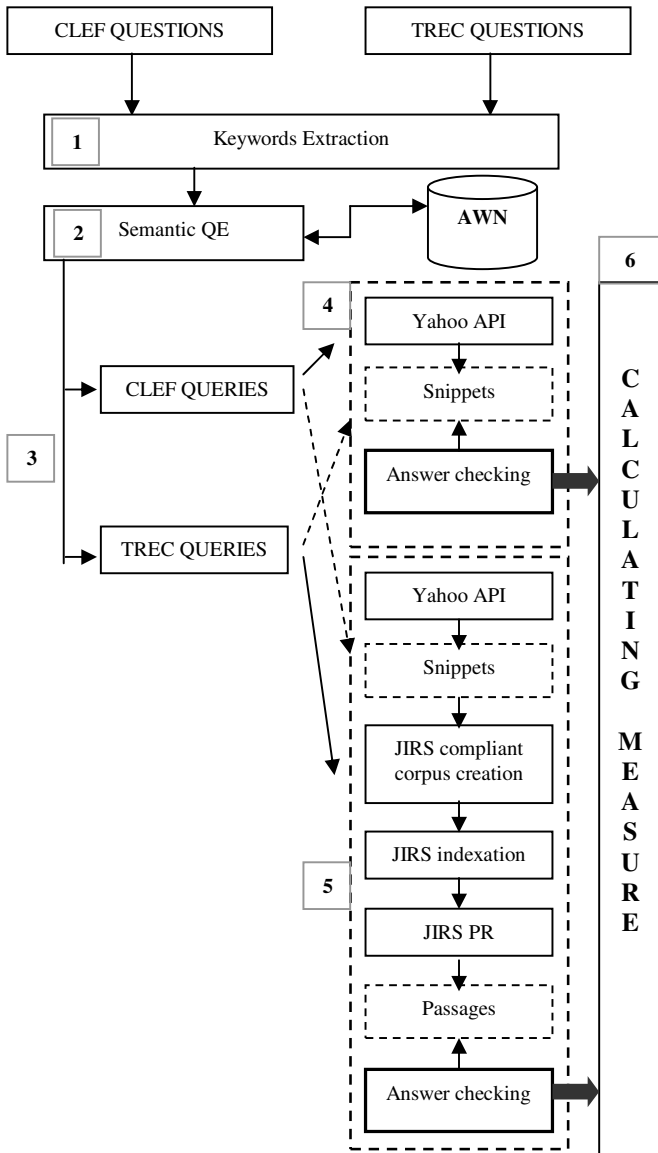 CLEF QUESTIONS
TREC QUESTIONS
1
Keywords Extraction
2
Semantic QE
AWN
6
4
Yahoo API
Snippets
Answer checking
CLEF QUERIES
3
TREC QUERIES
Yahoo API
Snippets
JIRS compliant
corpus creation
JIRS indexation
5
JIRS PR
Passages
Answer checking
CALCULATING MEASURE